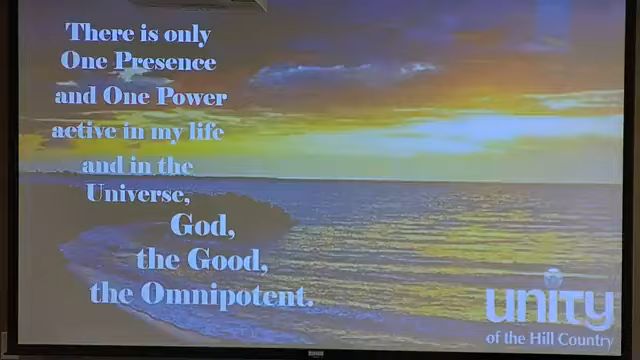 There is only
One Presence
and One Power
active in my life
and in the
Universe,
God,
the Good,
the Omnipotent.
unity
of the Hill Country